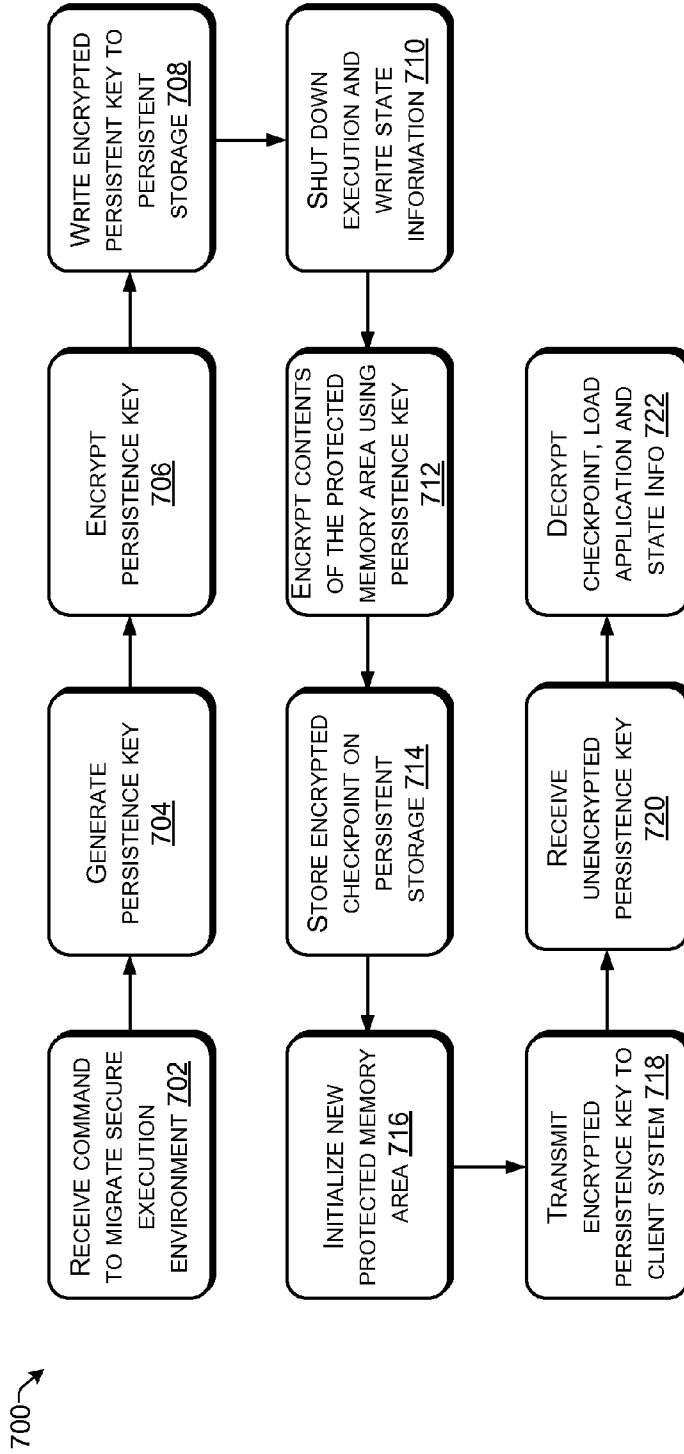 700
RECEIVE COMMAND
TO MIGRATE SECURE
EXECUTION
ENVIRONMENT 702
GENERATE
PERSISTENCE KEY
704
ENCRYPT
PERSISTENCE KEY
706
WRITE ENCRYPTED
PERSISTENT KEY TO
PERSISTENT
STORAGE 708
SHUT DOWN
EXECUTION AND
WRITE STATE
INFORMATION 710
ENCRYPT CONTENTS
OF THE PROTECTED
MEMORY AREA USING
PERSISTENCE KEY
712
STORE ENCRYPTED
CHECKPOINT ON
PERSISTENT
STORAGE 714
INITIALIZE NEW
PROTECTED MEMORY
AREA 716
TRANSMIT
ENCRYPTED
PERSISTENCE KEY TO
CLIENT SYSTEM 718
RECEIVE
UNENCRYPTED
PERSISTENCE KEY
720
DECRYPT
CHECKPOINT, LOAD
APPLICATION AND
STATE INFO 722